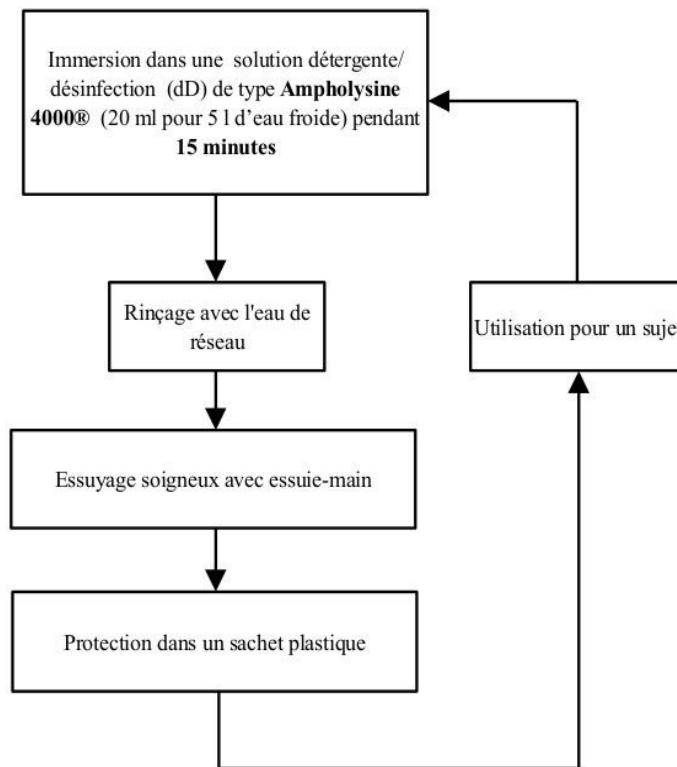 Immersion dans une solution détergente/
désinfection (dD) de type Ampholysine
4000® (20 ml pour 5 l d'eau froide) pendant
15 minutes
Rinçage avec l'eau de
réseau
Utilisation pour un sujet
Essuyage soigneux avec essuie-main
Protection dans un sachet plastique